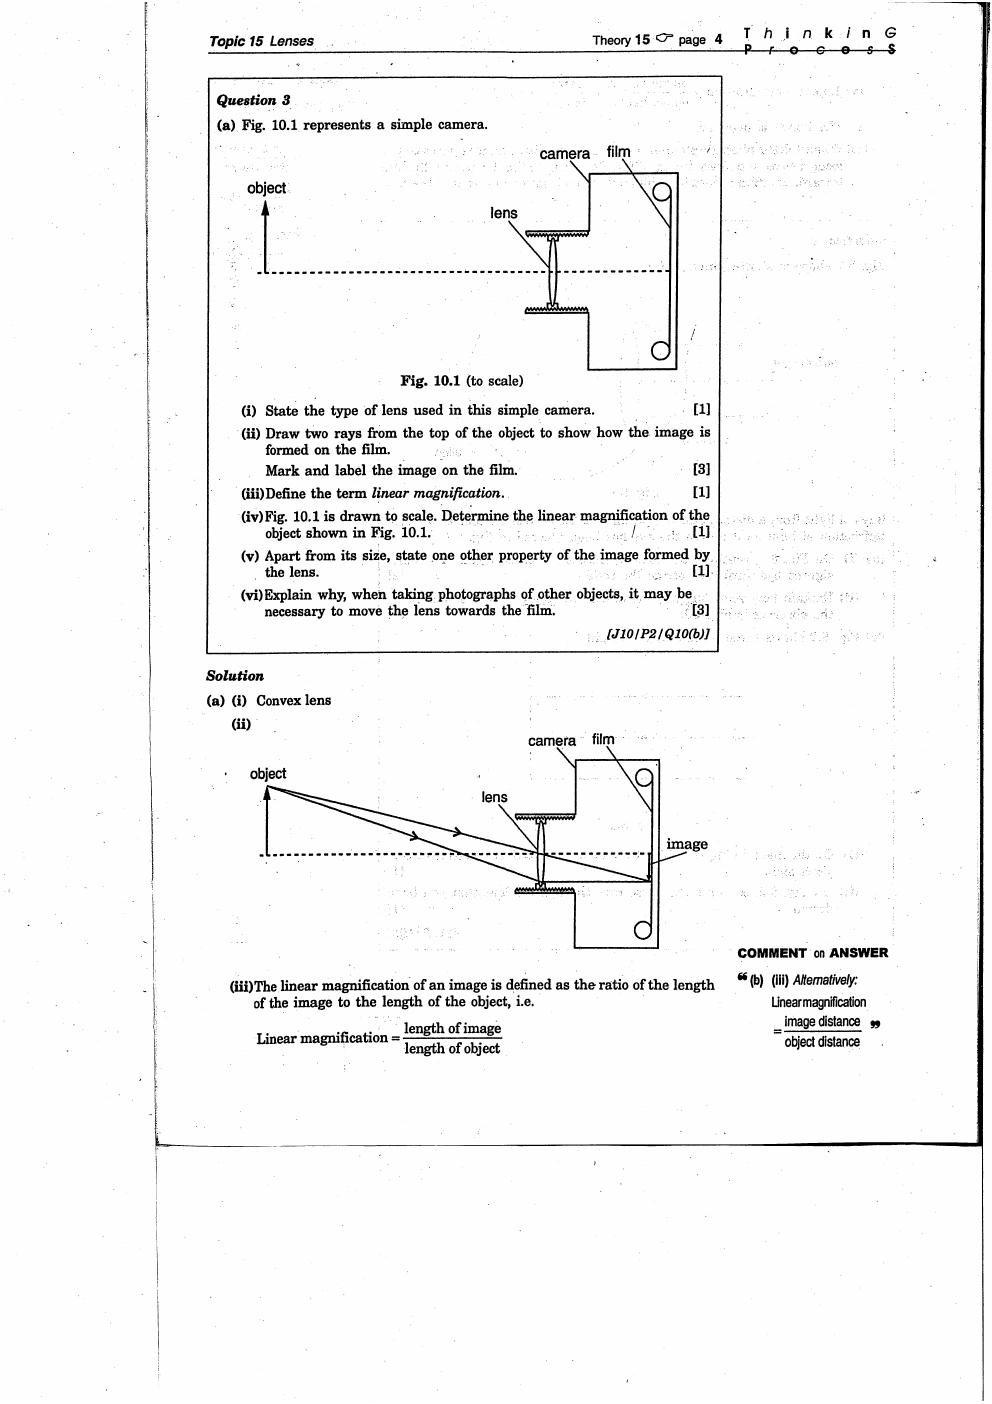 Topic 15 Lenses
Theory 15 page 4
ThinkinG
ProcesS
Question 3
(a) Fig. 10.1 represents a simple camera.
camera film
object
lens
Fig. 10.1 (to scale)
(i) State the type of lens used in this simple camera. [1]
(ii) Draw two rays from the top of the object to show how the image is
formed on the film.
Mark and label the image on the film. [3]
(iii) Define the term linear magnification. [1]
(iv) Fig. 10.1 is drawn to scale. Determine the linear magnification of the
object shown in Fig. 10.1. [1]
(v) Apart from its size, state one other property of the image formed by
the lens. [1]
(vi) Explain why, when taking photographs of other objects, it may be
necessary to move the lens towards the film. [3]
[J10/P2/Q10(b)]
Solution
(a) (i) Convex lens
(ii)
camera film
object
lens
image
COMMENT on ANSWER
(iii) The linear magnification of an image is defined as the ratio of the length
of the image to the length of the object, i.e.
Linear magnification = length of image
length of object
❝(b) (iii) Alternatively:
Linear magnification
= image distance ❞
object distance